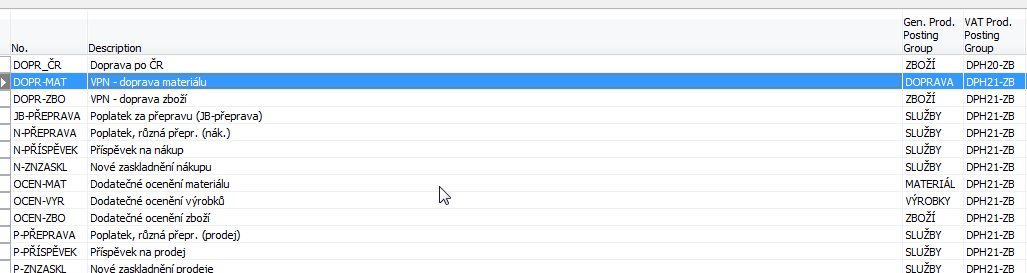 No. Description Gen. Prod. Posting Group VAT Prod. Posting Group
DOPR_ČR Doprava po ČR ZBOŽÍ DPH20-ZB
DOPR-MAT VPN - doprava materiálu DOPRAVA DPH21-ZB
DOPR-ZBO VPN - doprava zboží ZBOŽÍ DPH21-ZB
JB-PŘEPRAVA Poplatek za přepravu (JB-přeprava) SLUŽBY DPH21-ZB
N-PŘEPRAVA Poplatek, různá přepr. (nák.) SLUŽBY DPH21-ZB
N-PŘÍSPĚVEK Příspěvek na nákup SLUŽBY DPH21-ZB
N-ZNZASKL Nové zaskladnění nákupu SLUŽBY DPH21-ZB
OCEN-MAT Dodatečné ocenění materiálu MATERIÁL DPH21-ZB
OCEN-VYR Dodatečné ocenění výrobků VÝROBKY DPH21-ZB
OCEN-ZBO Dodatečné ocenění zboží ZBOŽÍ DPH21-ZB
P-PŘEPRAVA Poplatek, různá přepr. (prodej) SLUŽBY DPH21-ZB
P-PŘÍSPĚVEK Příspěvek na prodej SLUŽBY DPH21-ZB
P-ZNZASKL Nové zaskladnění prodeje SLUŽBY DPH21-ZB